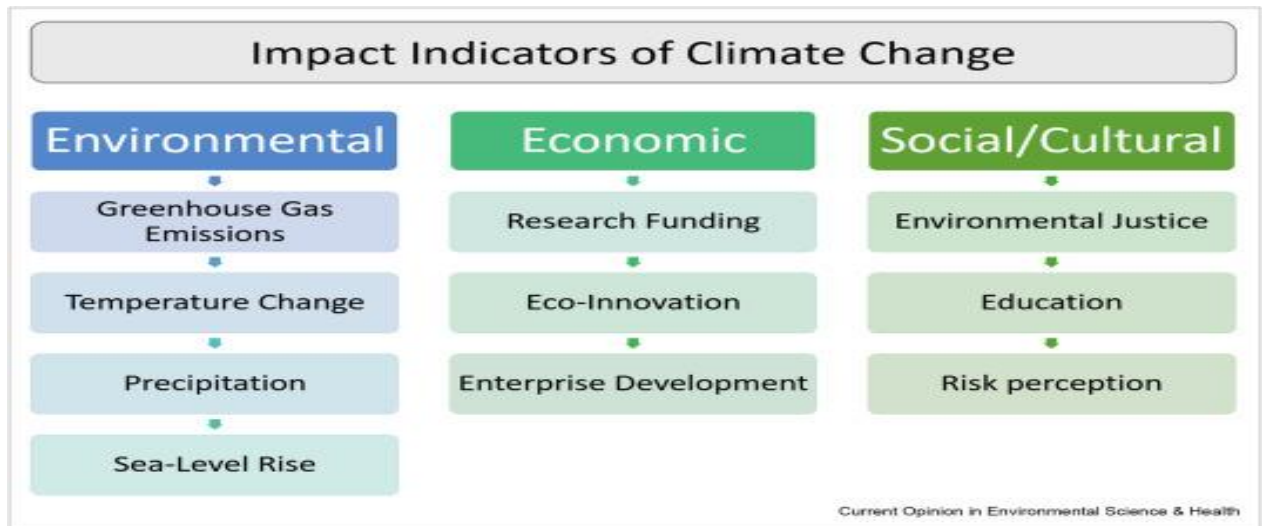 Impact Indicators of Climate Change
Environmental
Greenhouse Gas
Emissions
Temperature Change
Precipitation
Sea-Level Rise
Economic
Research Funding
Eco-Innovation
Enterprise Development
Social/Cultural
Environmental Justice
Education
Risk perception
Current Opinion in Environmental Science & Health